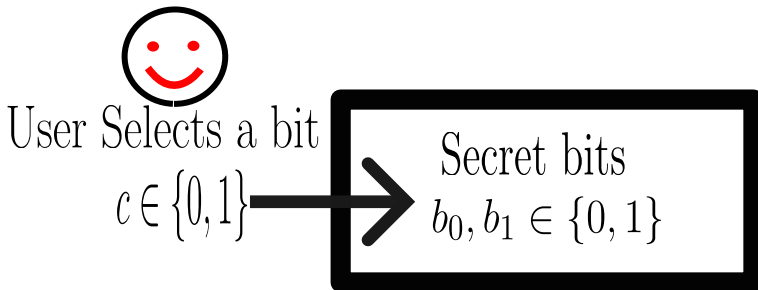 User Selects a bit
c ∈ {0, 1}
Secret bits
b₀, b₁ ∈ {0, 1}